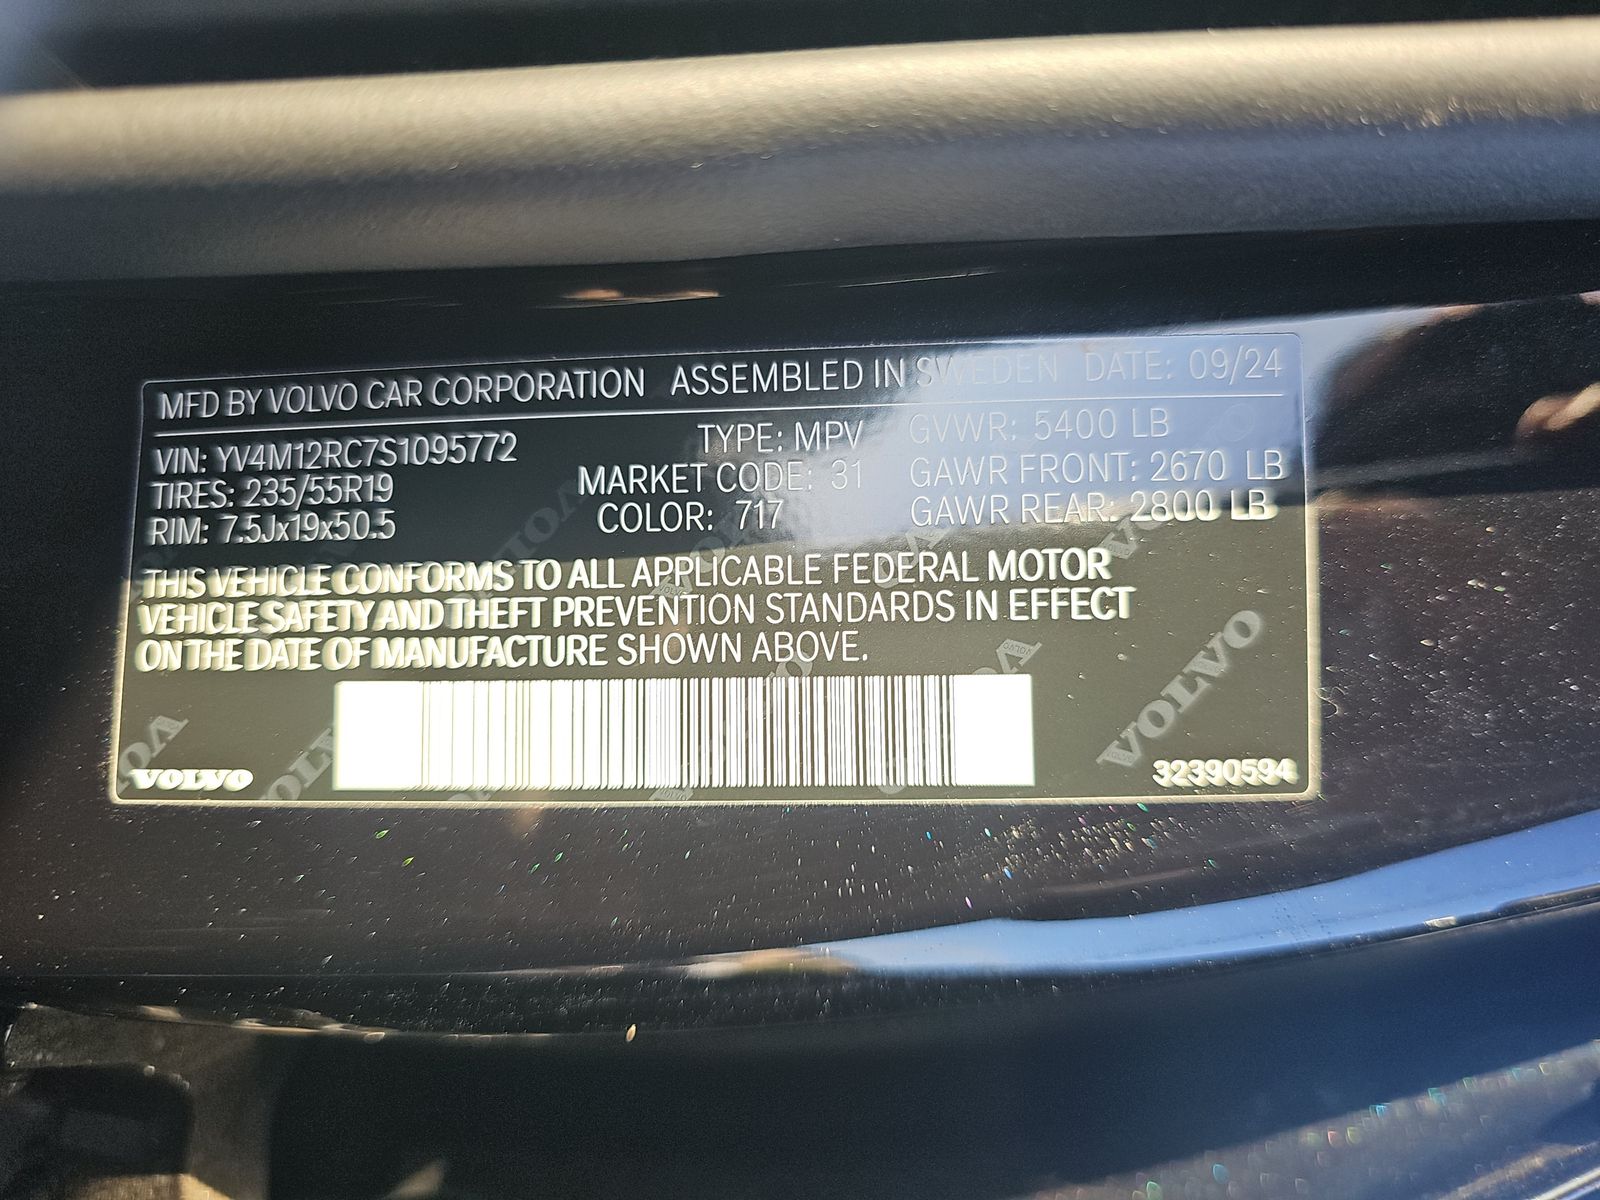 MFD BY VOLVO CAR CORPORATION ASSEMBLED IN SWEDEN DATE: 09/24
VIN: YV4M12RC7S1095772 TYPE: MPV GVWR: 5400 LB
TIRES: 235/55R19 MARKET CODE: 31 GAWR FRONT: 2670 LB
RIM: 7.5Jx19x50.5 COLOR: 717 GAWR REAR: 2800 LB
THIS VEHICLE CONFORMS TO ALL APPLICABLE FEDERAL MOTOR
VEHICLE SAFETY AND THEFT PREVENTION STANDARDS IN EFFECT
ON THE DATE OF MANUFACTURE SHOWN ABOVE.
VOLVO
VOLVO 32390594